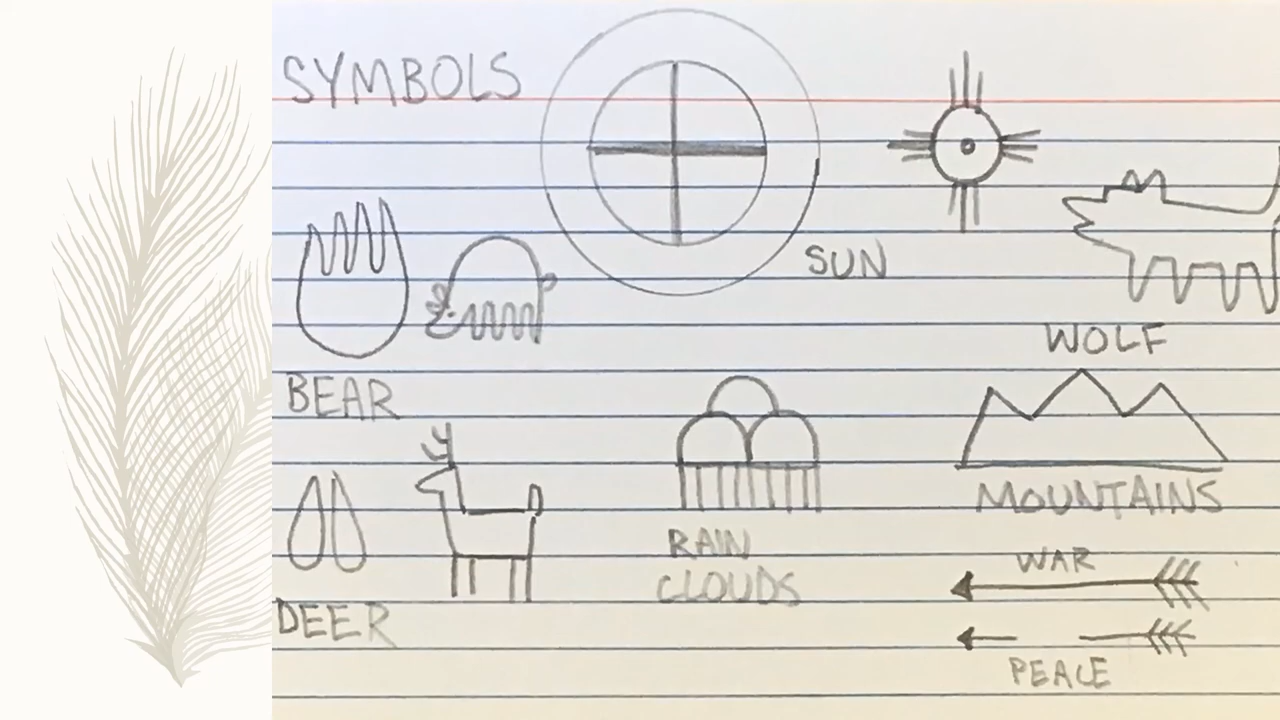 SYMBOLS
SUN
WOLF
BEAR
MOUNTAINS
RAIN
CLOUDS
WAR
DEER
PEACE